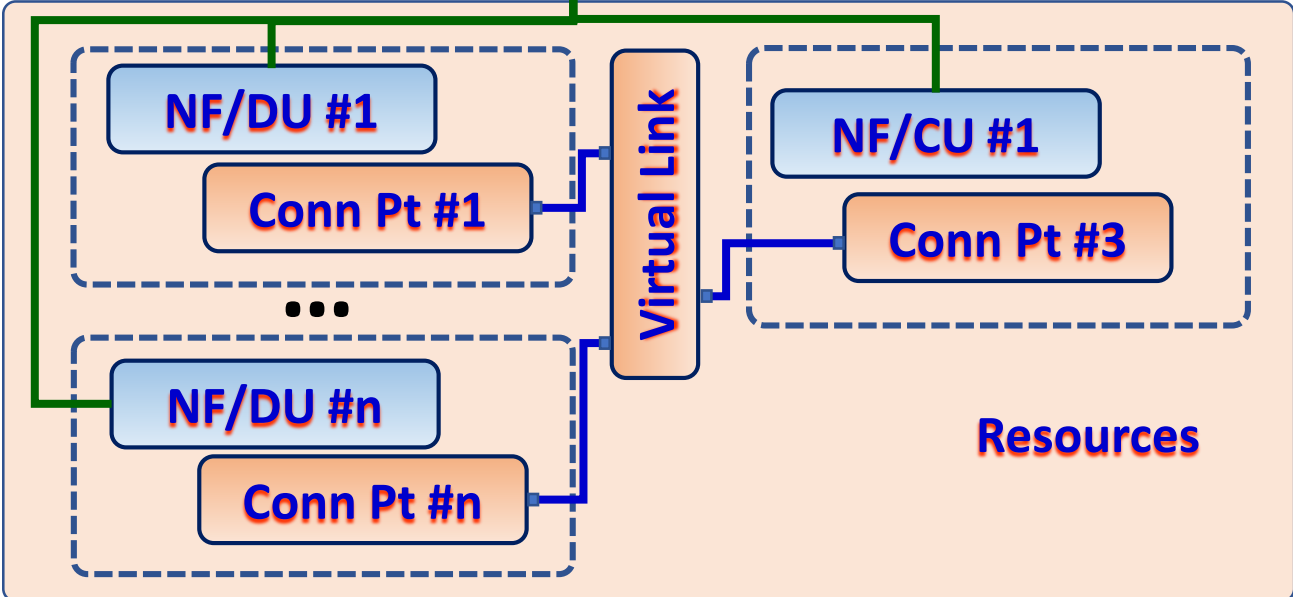 NF/DU #1
Conn Pt #1
...
NF/DU #n
Conn Pt #n
Virtual Link
NF/CU #1
Conn Pt #3
Resources